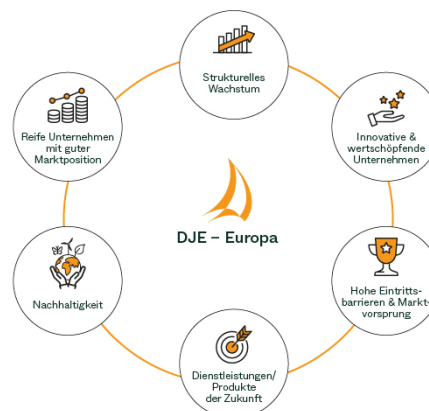 Strukturelles
Wachstum
Innovative &
wertschöpfende
Unternehmen
Hohe Eintritts-
barrieren & Markt-
vorsprung
Dienstleistungen/
Produkte
der Zukunft
Nachhaltigkeit
Reife Unternehmen
mit guter
Marktposition
DJE – Europa